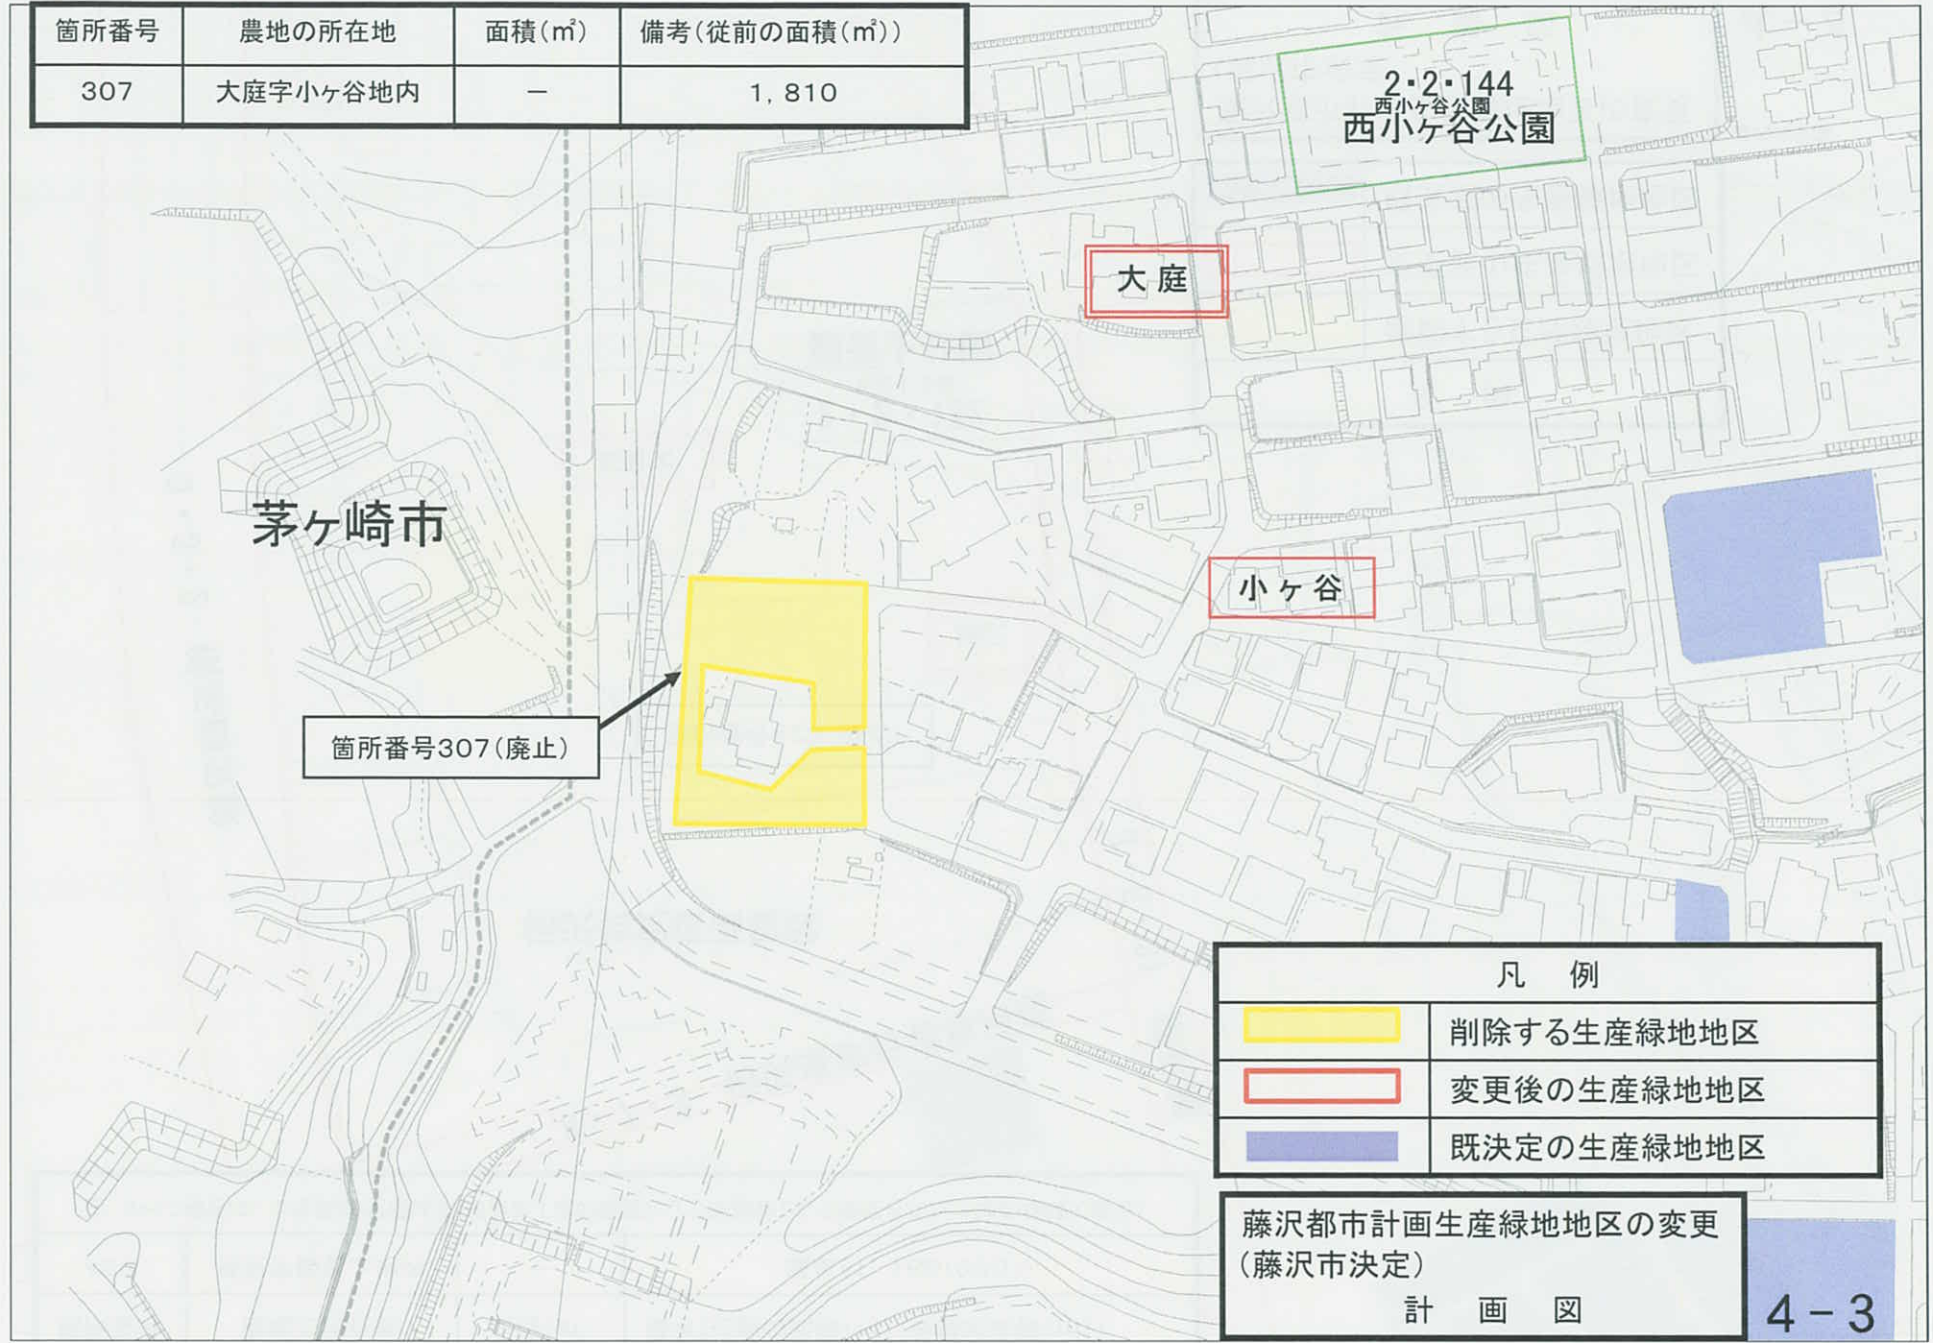 箇所番号 農地の所在地 面積(㎡) 備考(従前の面積(㎡))
307 大庭字小ヶ谷地内 − 1,810
2・2・144
西小ヶ谷公園
西小ヶ谷公園
大庭
茅ヶ崎市
小ヶ谷
箇所番号307(廃止)
凡 例
削除する生産緑地地区
変更後の生産緑地地区
既決定の生産緑地地区
藤沢都市計画生産緑地地区の変更
(藤沢市決定)
計 画 図
4−3